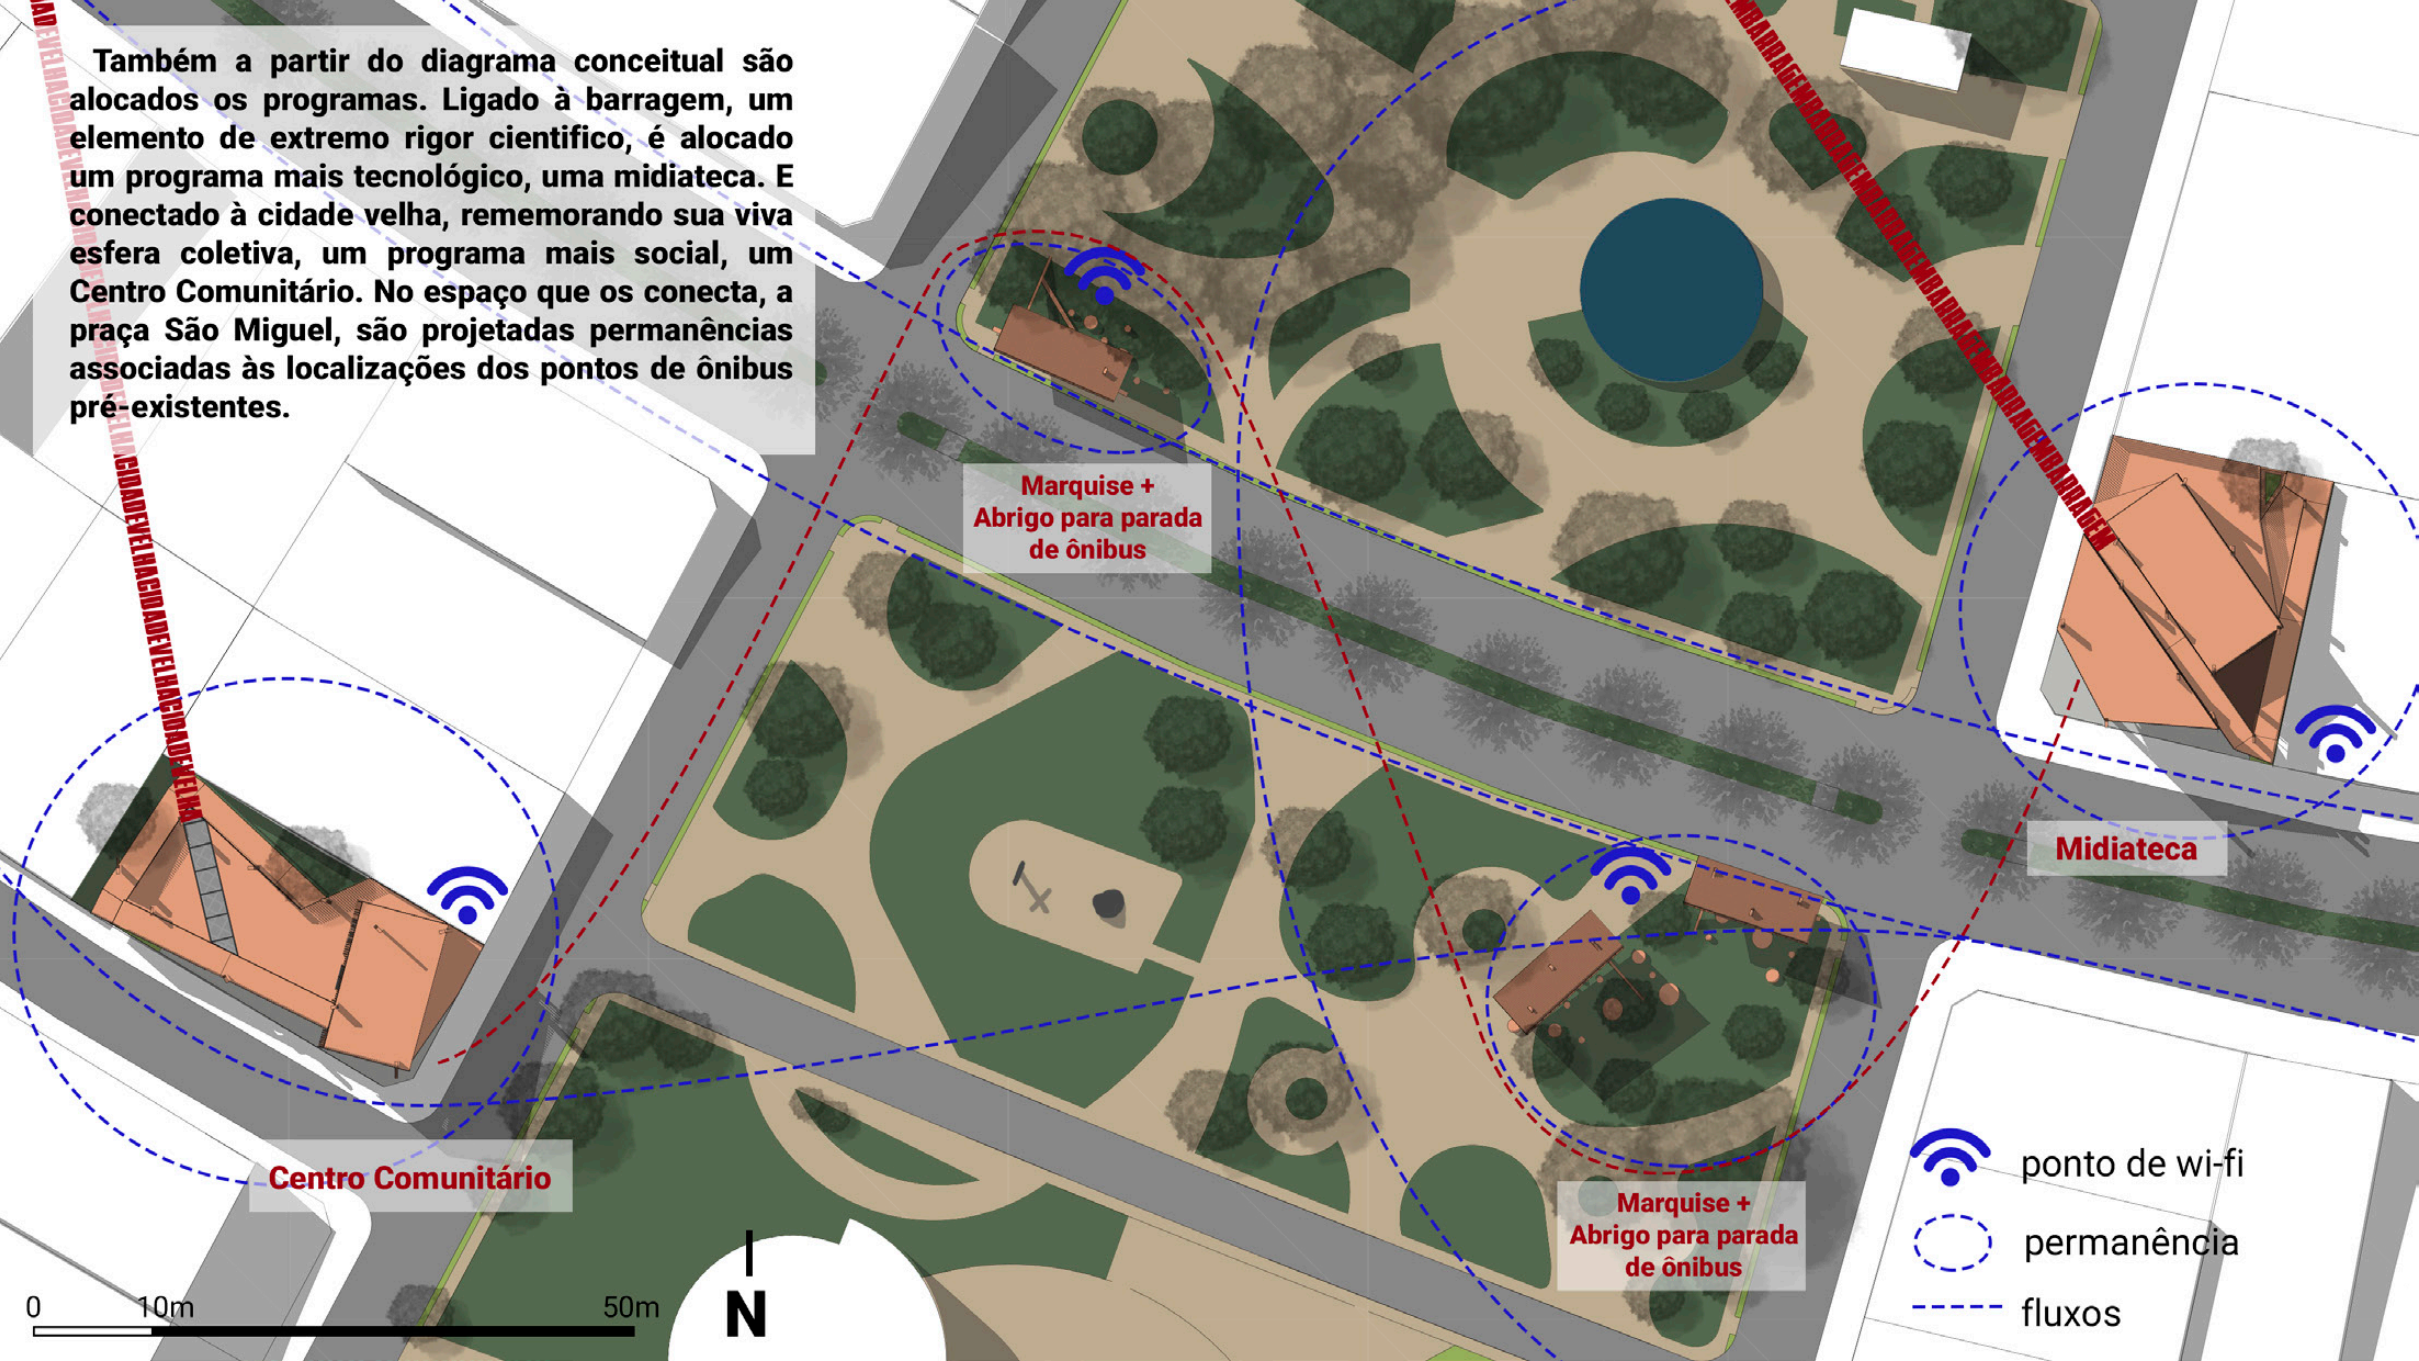 Também a partir do diagrama conceitual são
alocados os programas. Ligado à barragem, um
elemento de extremo rigor cientifico, é alocado
um programa mais tecnológico, uma midiateca. E
conectado à cidade velha, rememorando sua viva
esfera coletiva, um programa mais social, um
Centro Comunitário. No espaço que os conecta, a
praça São Miguel, são projetadas permanências
associadas às localizações dos pontos de ônibus
pré-existentes.
CIDADEVELHACIDADEVELHACIDADEVELHA
BARRAGEMBARRAGEMBARRAGEMBARRAGEMBARRAGEM
Marquise +
Abrigo para parada
de ônibus
Midiateca
Centro Comunitário
Marquise +
Abrigo para parada
de ônibus
ponto de wi-fi
permanência
fluxos
0 10m 50m
N